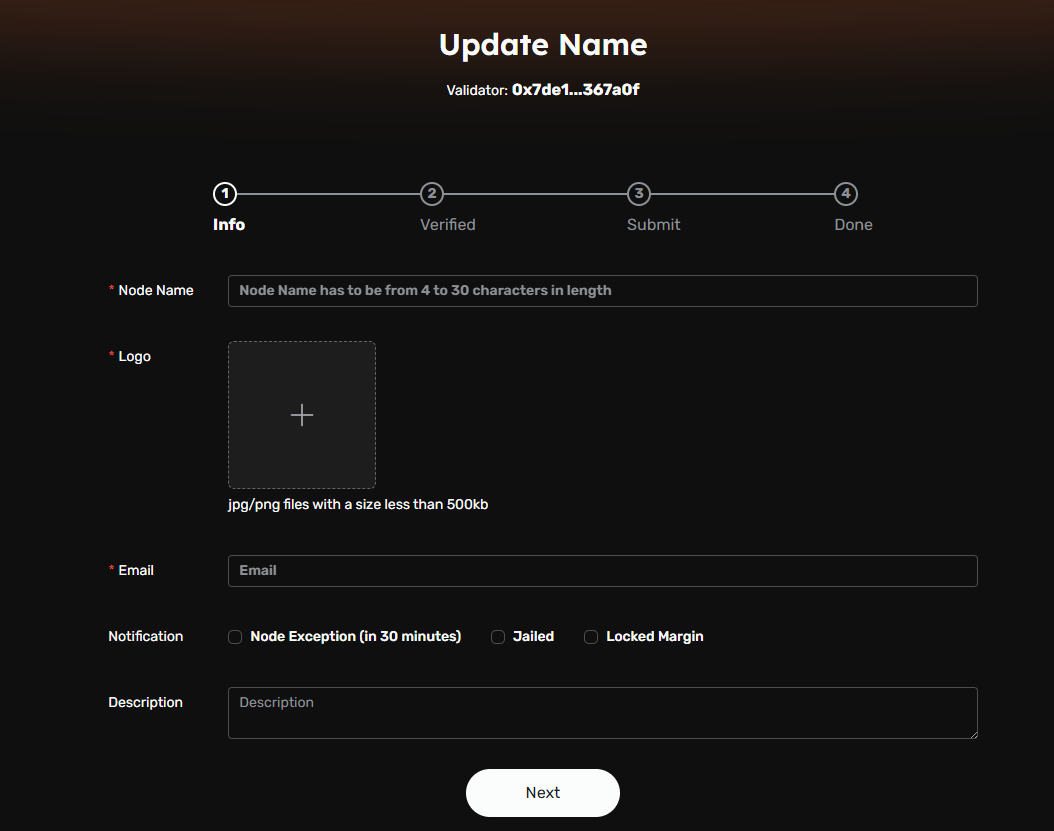 Update Name
Validator: 0x7de1...367a0f
1 2 3 4
Info Verified Submit Done
* Node Name Node Name has to be from 4 to 30 characters in length
* Logo
jpg/png files with a size less than 500kb
* Email Email
Notification Node Exception (in 30 minutes) Jailed Locked Margin
Description Description
Next